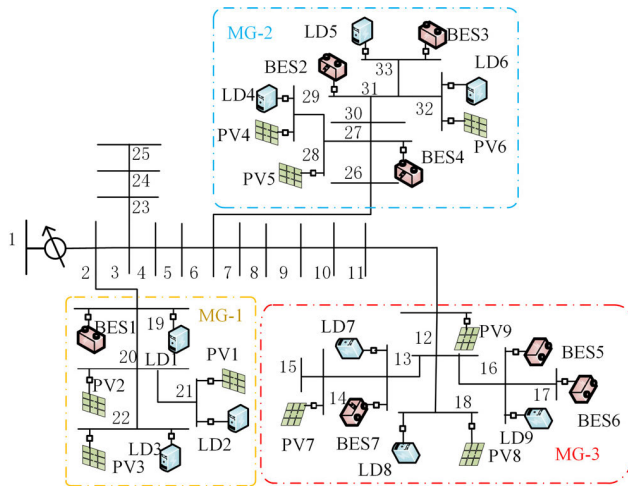 MG-2
LD5
BES3
BES2
LD6
33
LD4
29
31
32
30
PV4
27
PV6
28
BES4
PV5
26
25
24
23
1
2
3
4
5
6
7
8
9
10
11
MG-1
BES1
19
LD1
20
PV1
PV2
21
22
LD2
PV3
LD3
LD7
12
PV9
13
BES5
15
16
14
17
18
BES6
PV7
BES7
LD9
LD8
PV8
MG-3